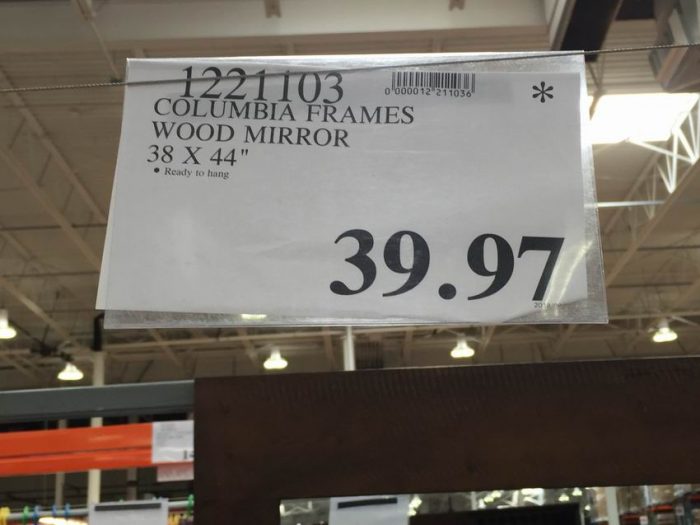 1221103
0 000012 211036
*
COLUMBIA FRAMES
WOOD MIRROR
38 X 44"
• Ready to hang
39.97